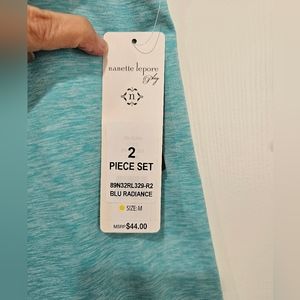 nanette lepore
Play
n
2
PIECE SET
89N32RL329-R2
BLU RADIANCE
SIZE: M
MSRP $44.00